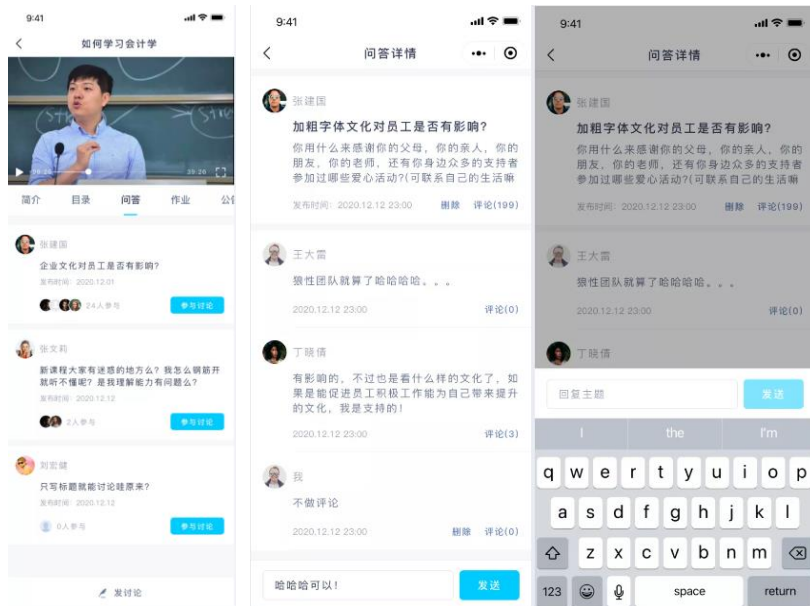 9:41
如何学习会计学
(stre
(Stre
09:26
20:26
简介
目录
问答
作业
张建国
企业文化对员工是否有影响?
发布时间: 2020.12.01
24人参与
参与讨论
张文莉
新课程大家有迷惑的地方么? 我怎么钢筋开
就听不懂呢? 是我理解能力有问题么?
发布时间: 2020.12.12
2人参与
参与讨论
刘宏健
只写标题就能讨论哇原来?
发布时间: 2020.12.12
0人参与
参与讨论
发讨论
9:41
问答详情
张建国
加粗字体文化对员工是否有影响?
你用什么来感谢你的父母, 你的亲人, 你的
朋友, 你的老师, 还有你身边众多的支持者
参加过哪些爱心活动?(可联系自己的生活嘛
发布时间: 2020.12.12 23:00
删除 评论(199)
王大雷
狼性团队就算了哈哈哈哈。。。
2020.12.12 23:00
评论(0)
丁晓倩
有影响的, 不过也是看什么样的文化了, 如
果是能促进员工积极工作能为自己带来提升
的文化, 我是支持的!
2020.12.12 23:00
评论(3)
我
不做评论
2020.12.12 23:00
删除 评论(0)
哈哈哈可以!
发送
9:41
问答详情
张建国
加粗字体文化对员工是否有影响?
你用什么来感谢你的父母, 你的亲人, 你的
朋友, 你的老师, 还有你身边众多的支持者
参加过哪些爱心活动?(可联系自己的生活嘛
发布时间: 2020.12.12 23:00
删除 评论(199)
王大雷
狼性团队就算了哈哈哈哈。。。
2020.12.12 23:00
评论(0)
丁晓倩
回复主题
发送
I the I'm
q w e r t y u i o p
a s d f g h j k l
z x c v b n m
123 space return